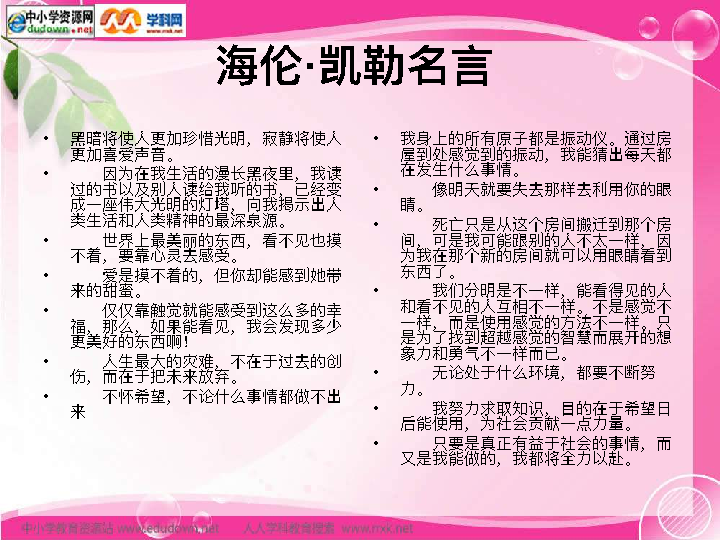 中小学资源网
dudown.net
学科网
www.nxk.net
海伦·凯勒名言
• 黑暗将使人更加珍惜光明，寂静将使人
更加喜爱声音。
• 因为在我生活的漫长黑夜里，我读
过的书以及别人读给我听的书，已经变
成一座伟大光明的灯塔，向我揭示出人
类生活和人类精神的最深泉源。
• 世界上最美丽的东西，看不见也摸
不着，要靠心灵去感受。
• 爱是摸不着的，但你却能感到她带
来的甜蜜。
• 仅仅靠触觉就能感受到这么多的幸
福，那么，如果能看见，我会发现多少
更美好的东西啊！
• 人生最大的灾难，不在于过去的创
伤，而在于把未来放弃。
• 不怀希望，不论什么事情都做不出
来
• 我身上的所有原子都是振动仪。通过房
屋到处感觉到的振动，我能猜出每天都
在发生什么事情。
• 像明天就要失去那样去利用你的眼
睛。
• 死亡只是从这个房间搬迁到那个房
间，可是我可能跟别的人不太一样，因
为我在那个新的房间就可以用眼睛看到
东西了。
• 我们分明是不一样，能看得见的人
和看不见的人互相不一样。不是感觉不
一样，而是使用感觉的方法不一样。只
是为了找到超越感觉的智慧而展开的想
象力和勇气不一样而已。
• 无论处于什么环境，都要不断努
力。
• 我努力求取知识，目的在于希望日
后能使用，为社会贡献一点力量。
• 只要是真正有益于社会的事情，而
又是我能做的，我都将全力以赴。
中小学教育资源站 www.edudown.net 人人学科教育搜索 www.nxk.net